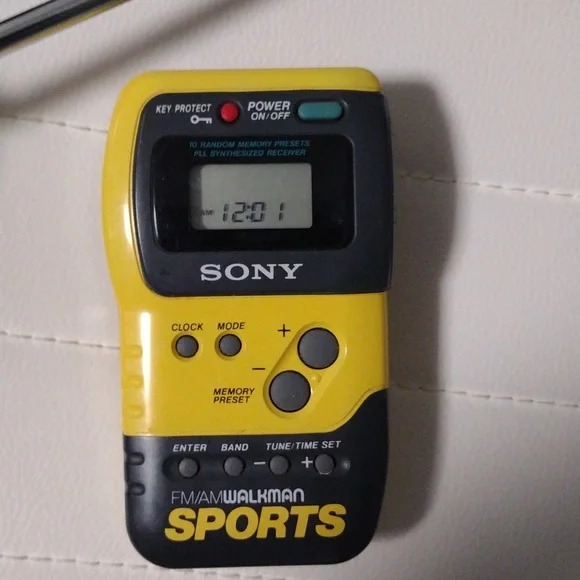 KEY PROTECT
POWER
ON/OFF
10 RANDOM MEMORY PRESETS
PLL SYNTHESIZED RECEIVER
12:01
SONY
CLOCK MODE + 
−
MEMORY
PRESET
ENTER BAND TUNE/TIME SET
− +
FM/AM WALKMAN
SPORTS